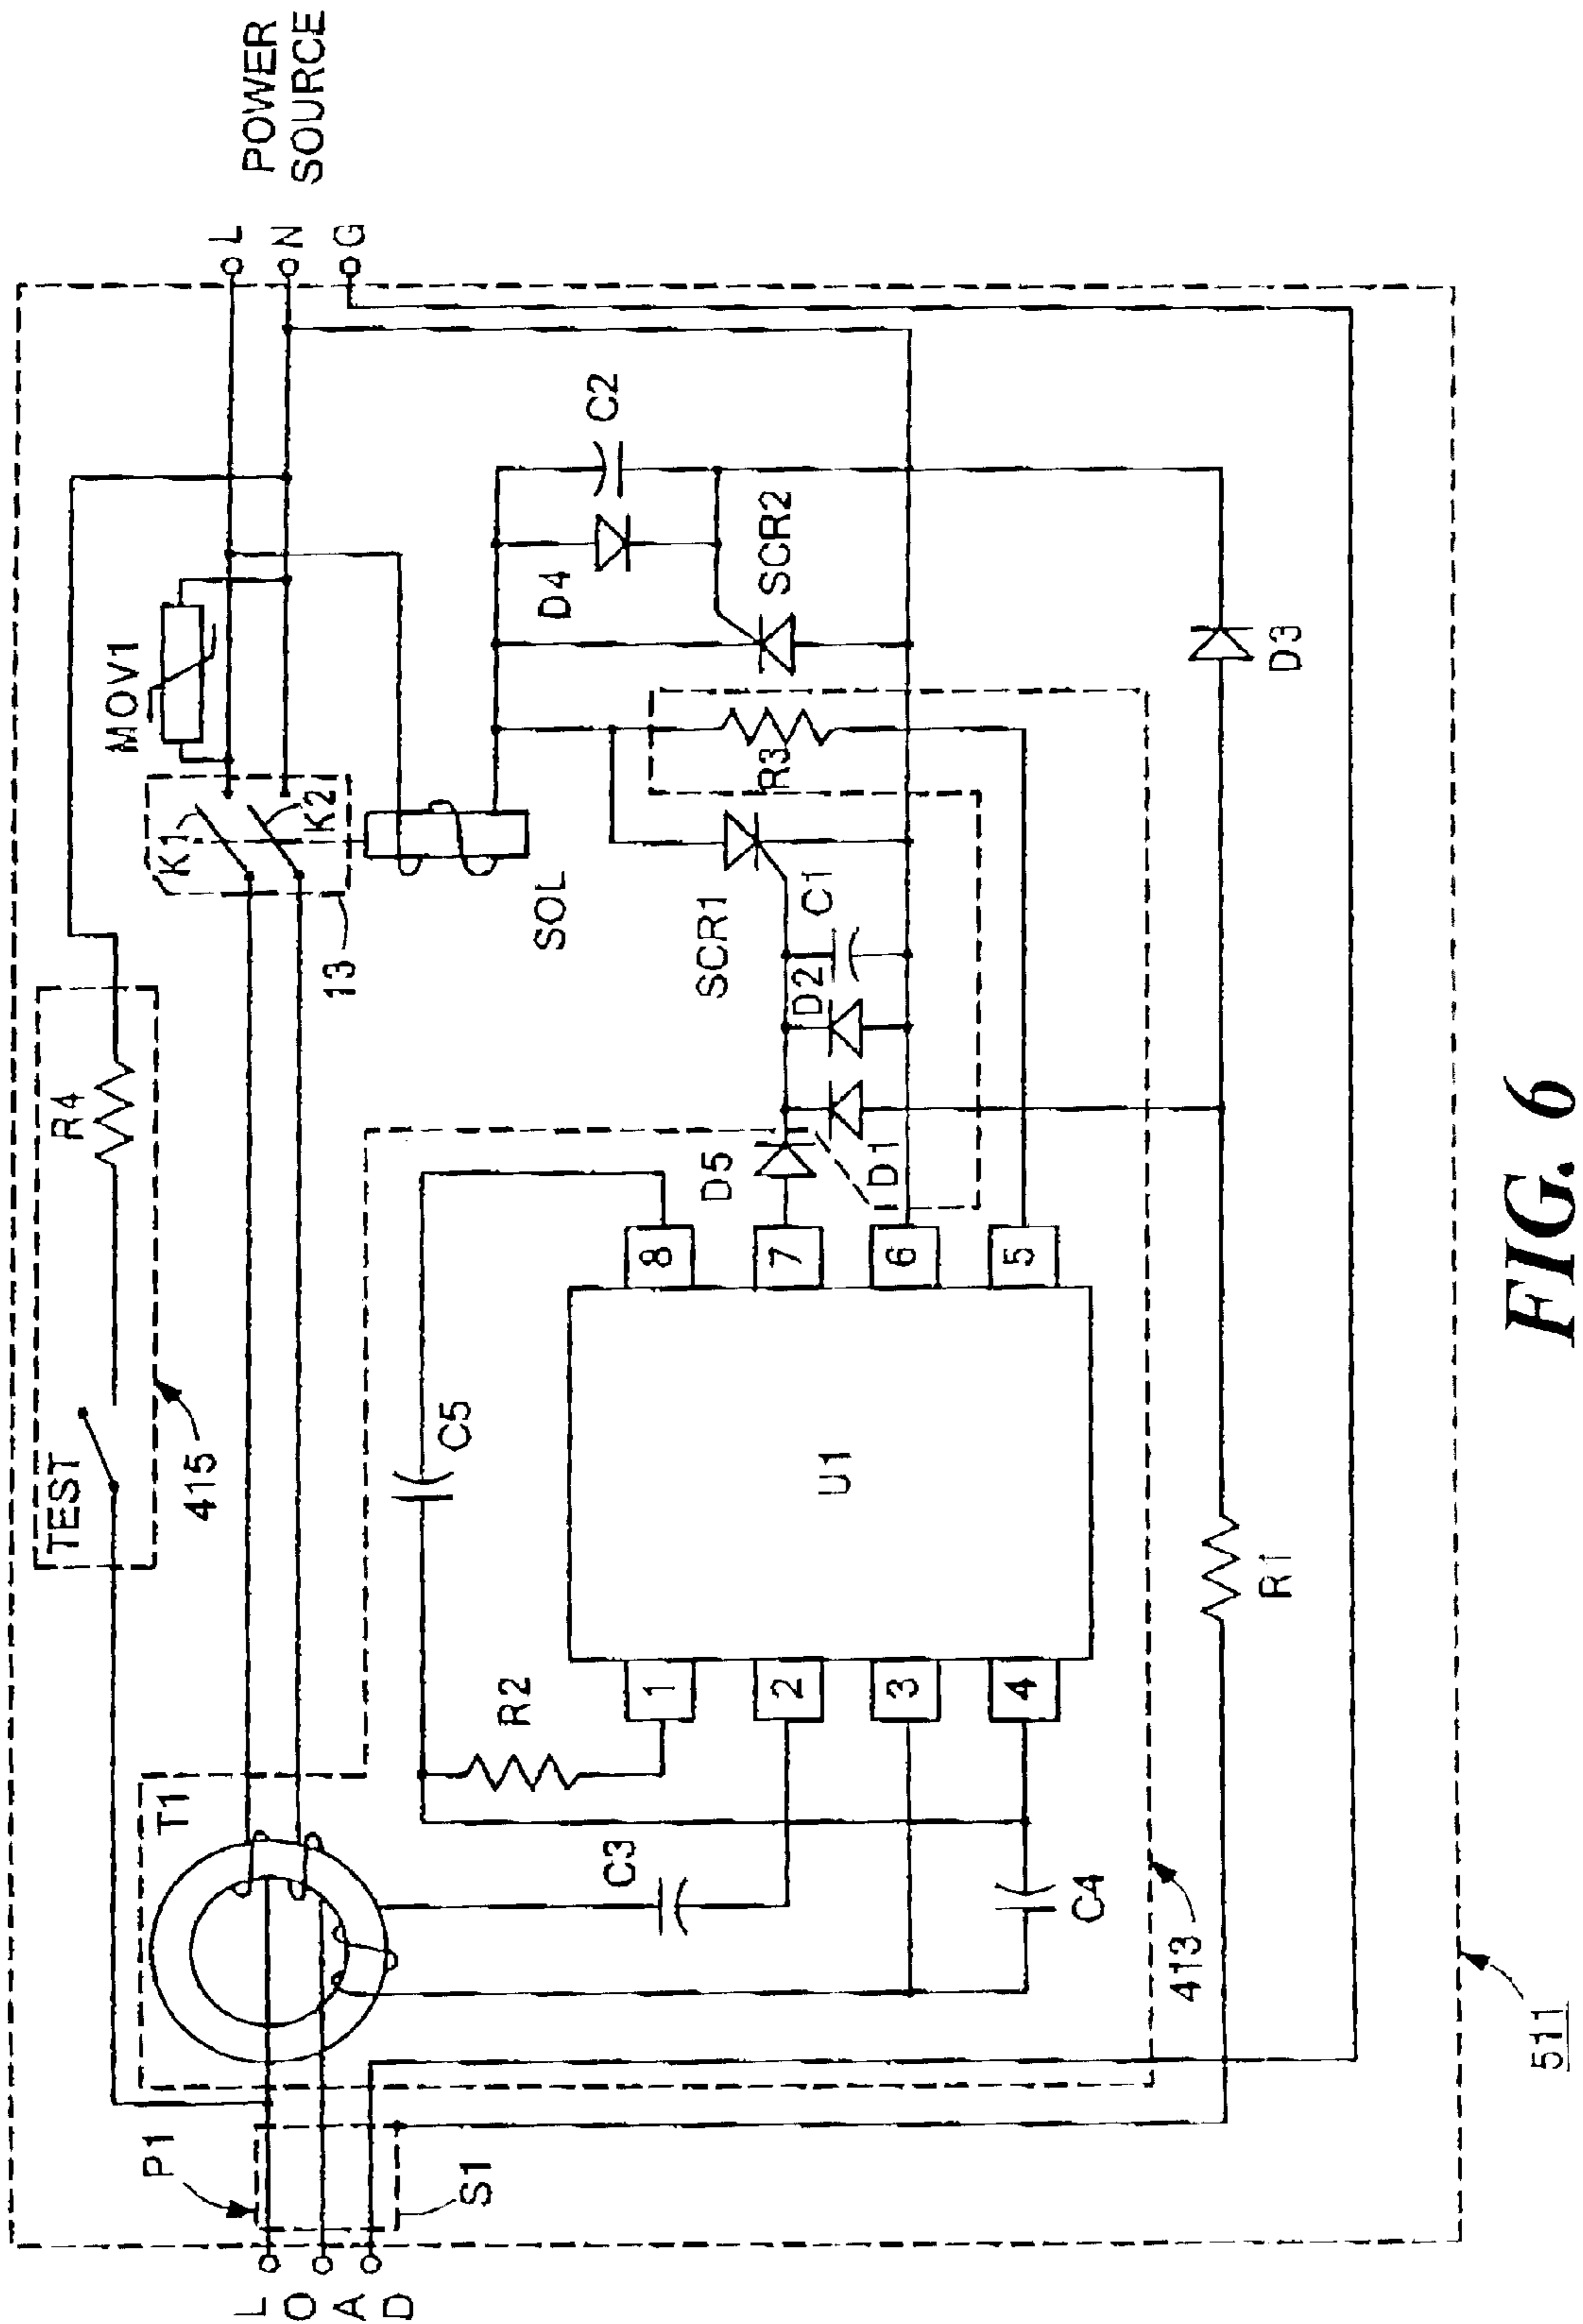 POWER
SOURCE
L
N
G
MOV1
K1
K2
13
SOL
C2
D4
SCR2
R3
SCR1
C1
D2
D1
D5
D3
R4
TEST
415
C5
8
7
6
5
U1
1
2
3
4
R2
R1
T1
C3
C4
413
P1
S1
L
O
A
D
511
FIG. 6